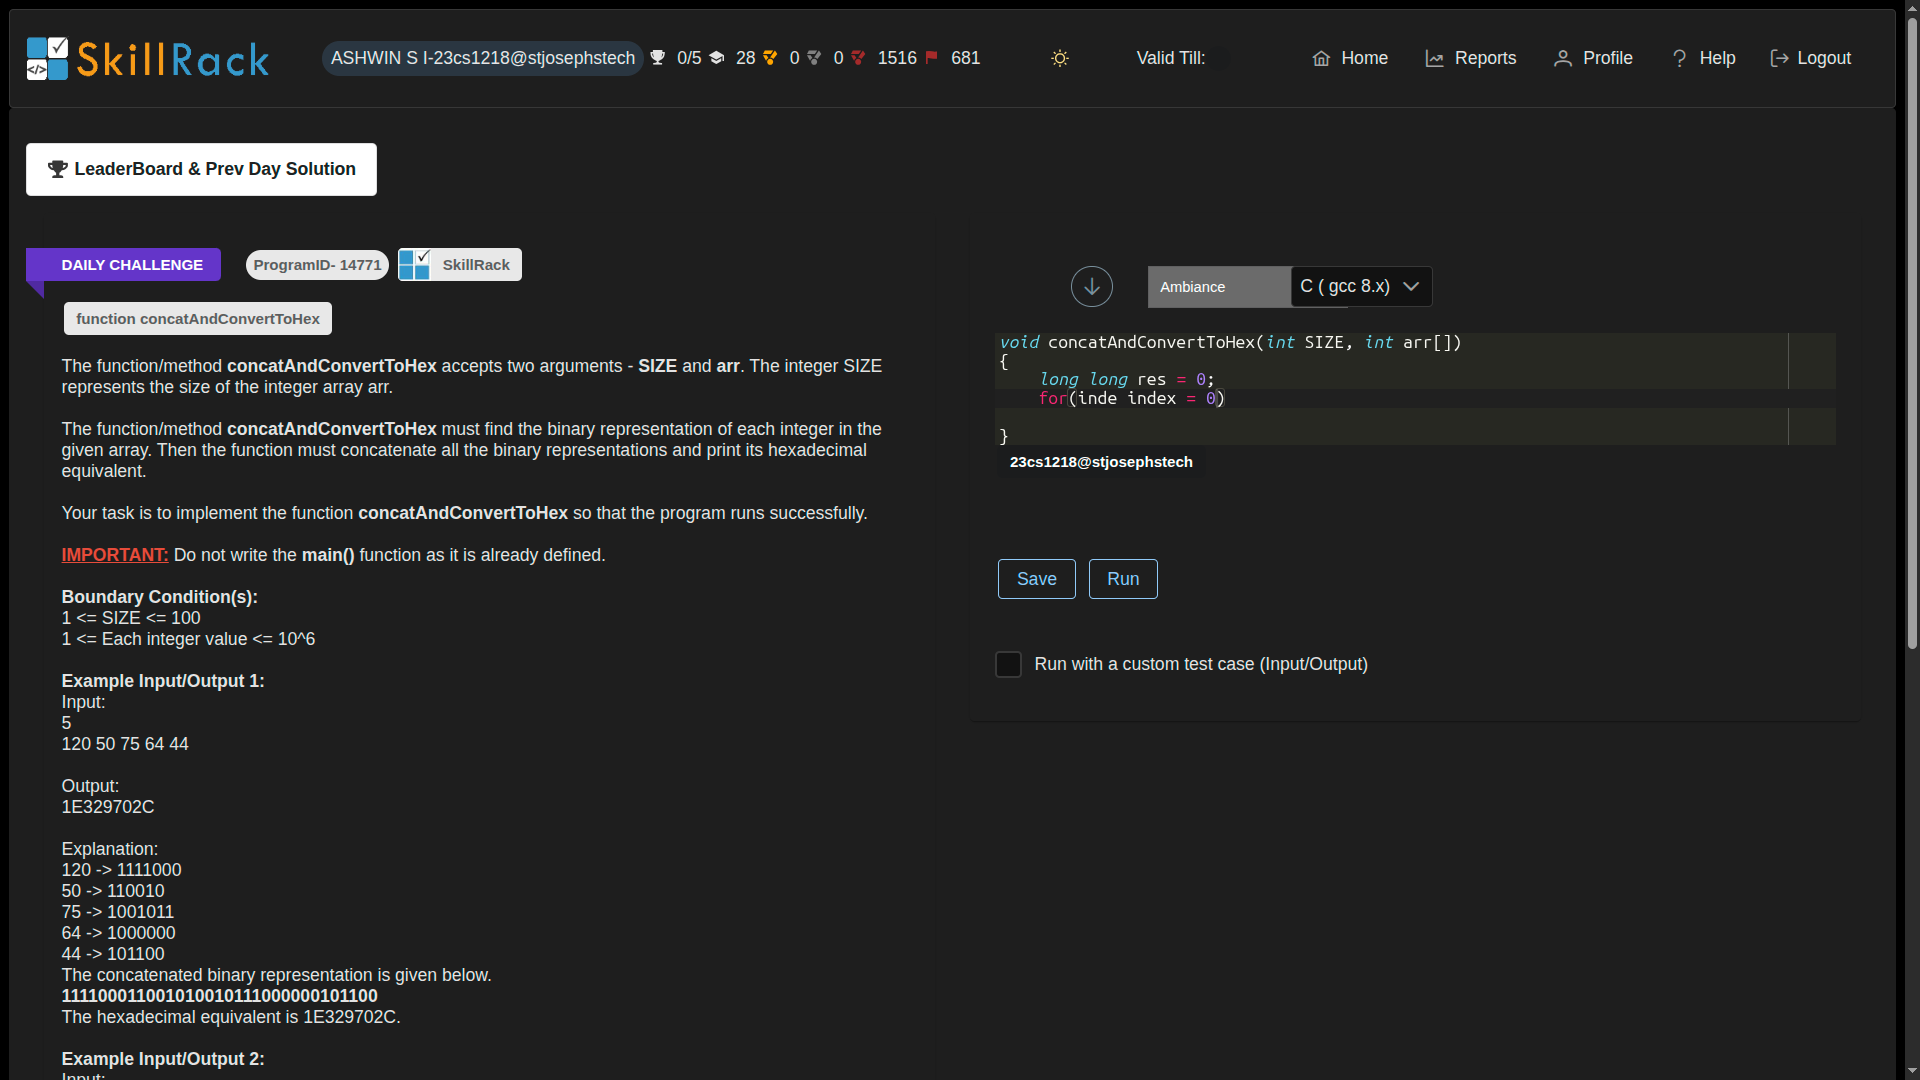 SkillRack
ASHWIN S I-23cs1218@stjosephstech 0/5 28 0 0 1516 681
Valid Till:
Home Reports Profile Help Logout
LeaderBoard & Prev Day Solution
DAILY CHALLENGE ProgramID- 14771 SkillRack
function concatAndConvertToHex
The function/method concatAndConvertToHex accepts two arguments - SIZE and arr. The integer SIZE
represents the size of the integer array arr.
The function/method concatAndConvertToHex must find the binary representation of each integer in the
given array. Then the function must concatenate all the binary representations and print its hexadecimal
equivalent.
Your task is to implement the function concatAndConvertToHex so that the program runs successfully.
IMPORTANT: Do not write the main() function as it is already defined.
Boundary Condition(s):
1 <= SIZE <= 100
1 <= Each integer value <= 10^6
Example Input/Output 1:
Input:
5
120 50 75 64 44
Output:
1E329702C
Explanation:
120 -> 1111000
50 -> 110010
75 -> 1001011
64 -> 1000000
44 -> 101100
The concatenated binary representation is given below.
111100011001010010111000000101100
The hexadecimal equivalent is 1E329702C.
Example Input/Output 2:
Input:
Ambiance
C ( gcc 8.x)
void concatAndConvertToHex(int SIZE, int arr[])
{
long long res = 0;
for(inde index = 0)
}
23cs1218@stjosephstech
Save Run
Run with a custom test case (Input/Output)